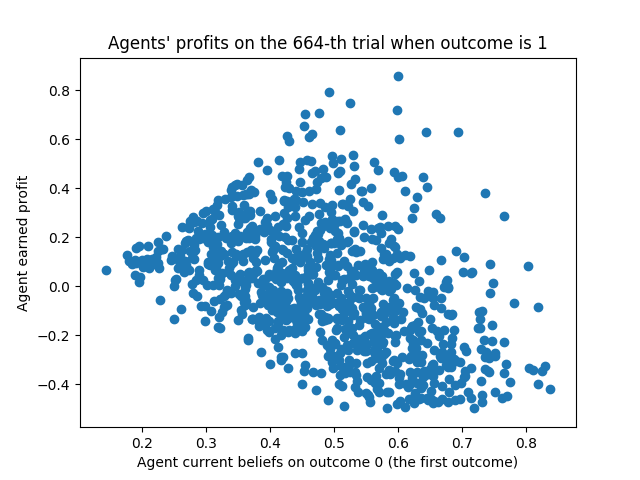 Agents' profits on the 664-th trial when outcome is 1
0.8
0.6
0.4
0.2
0.0
−0.2
−0.4
Agent earned profit
0.2 0.3 0.4 0.5 0.6 0.7 0.8
Agent current beliefs on outcome 0 (the first outcome)